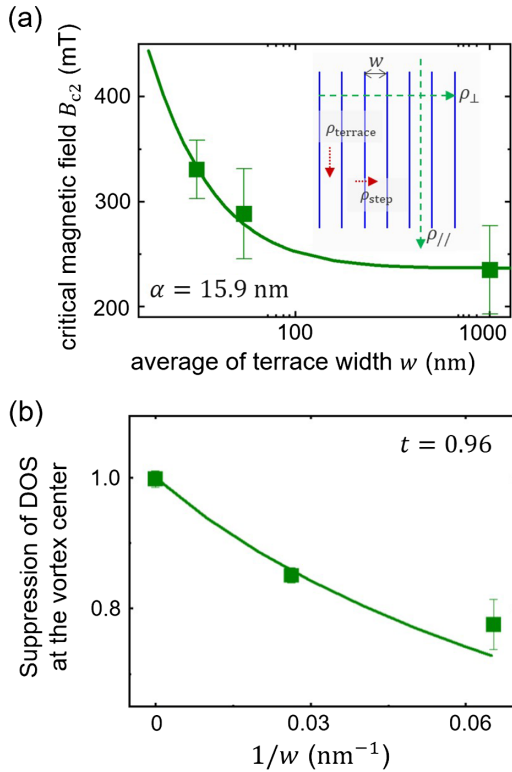 (a)
critical magnetic field B_c2 (mT)
400
300
200
w
ρ⊥
ρterrace
ρstep
ρ//
α = 15.9 nm
100
1000
average of terrace width w (nm)
(b)
Suppression of DOS
at the vortex center
t = 0.96
1.0
0.8
0
0.03
0.06
1/w (nm⁻¹)